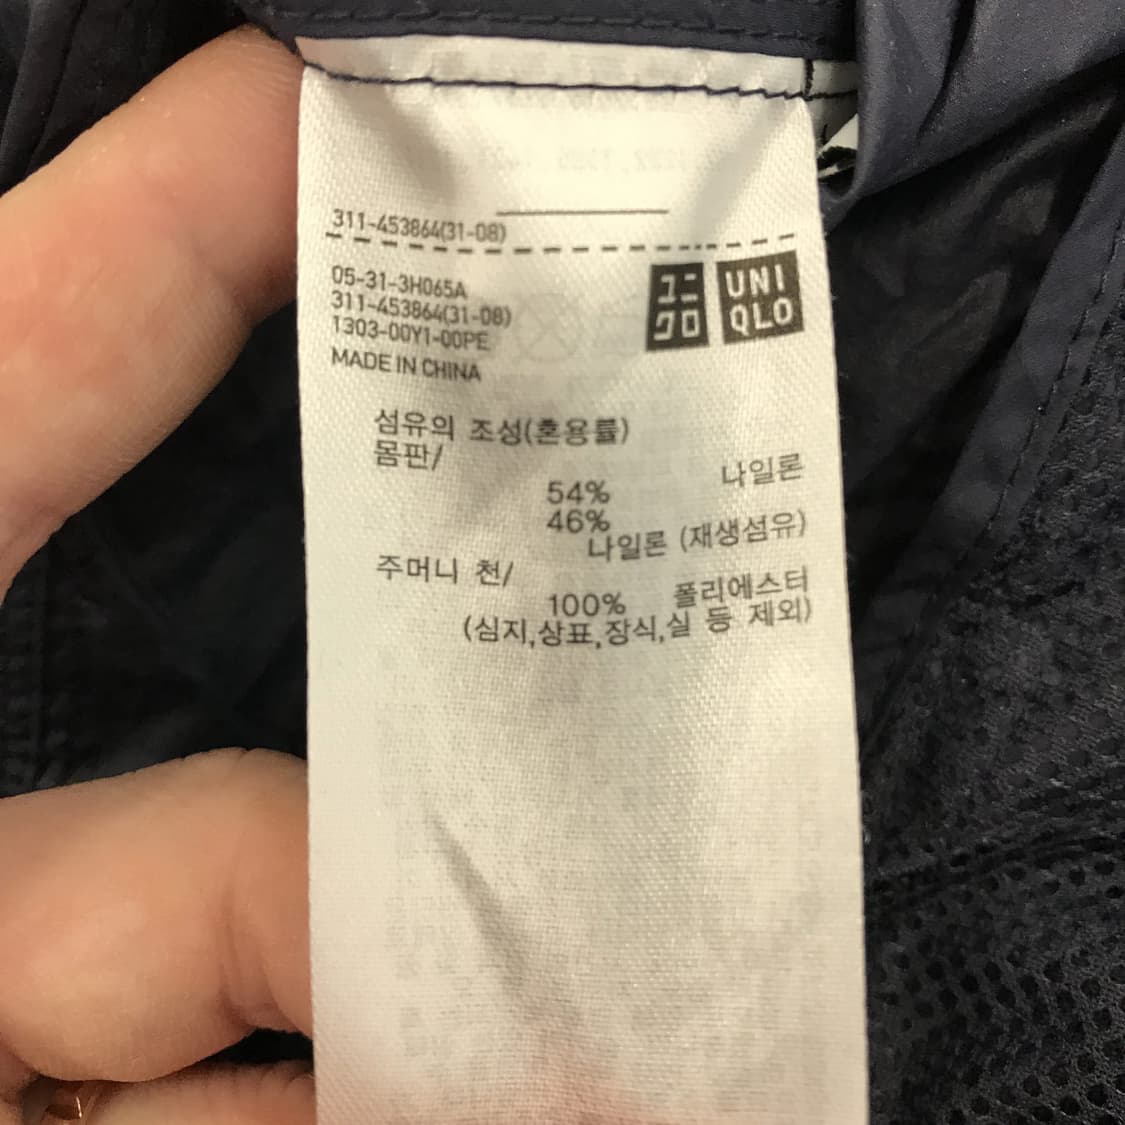 311-453864(31-08)
05-31-3H065A
311-453864(31-08)
1303-00Y1-00PE
MADE IN CHINA
ユニ
クロ
UNI
QLO
섬유의 조성(혼용률)
몸판/
54% 나일론
46%
나일론 (재생섬유)
주머니 천/
100% 폴리에스터
(심지,상표,장식,실 등 제외)